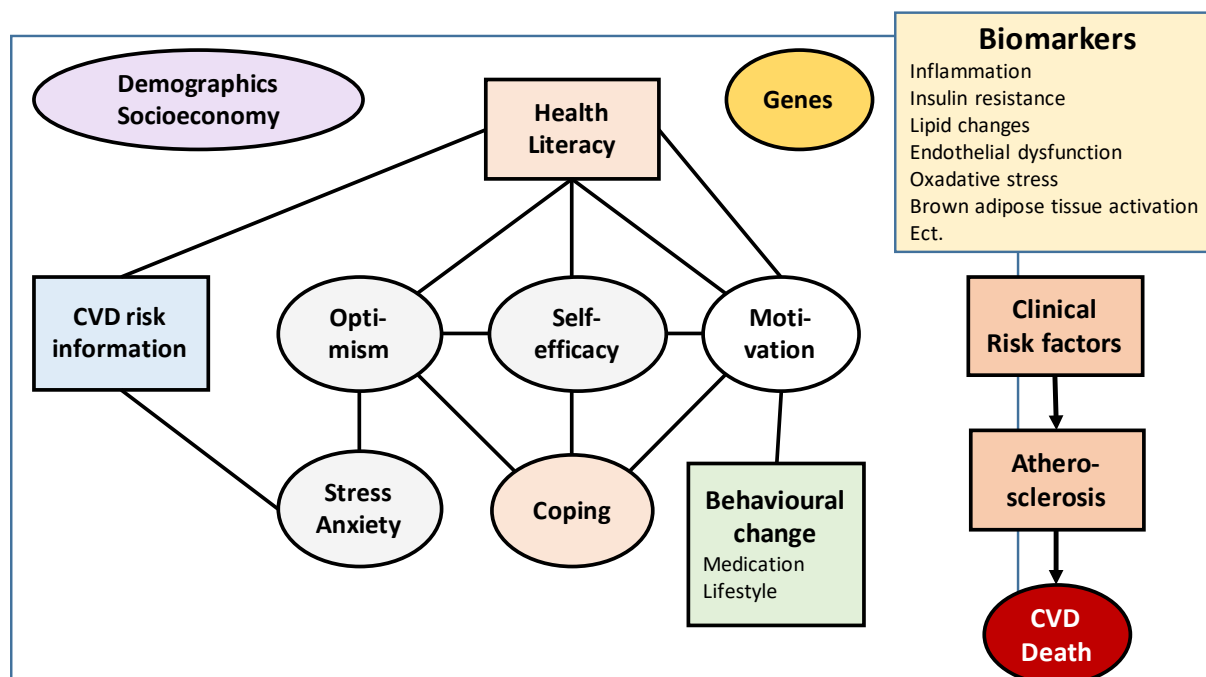 Demographics
Socioeconomy
Health
Literacy
Genes
Biomarkers
Inflammation
Insulin resistance
Lipid changes
Endothelial dysfunction
Oxadative stress
Brown adipose tissue activation
Ect.
CVD risk
information
Opti-
mism
Self-
efficacy
Moti-
vation
Clinical
Risk factors
Stress
Anxiety
Coping
Behavioural
change
Medication
Lifestyle
Athero-
sclerosis
CVD
Death